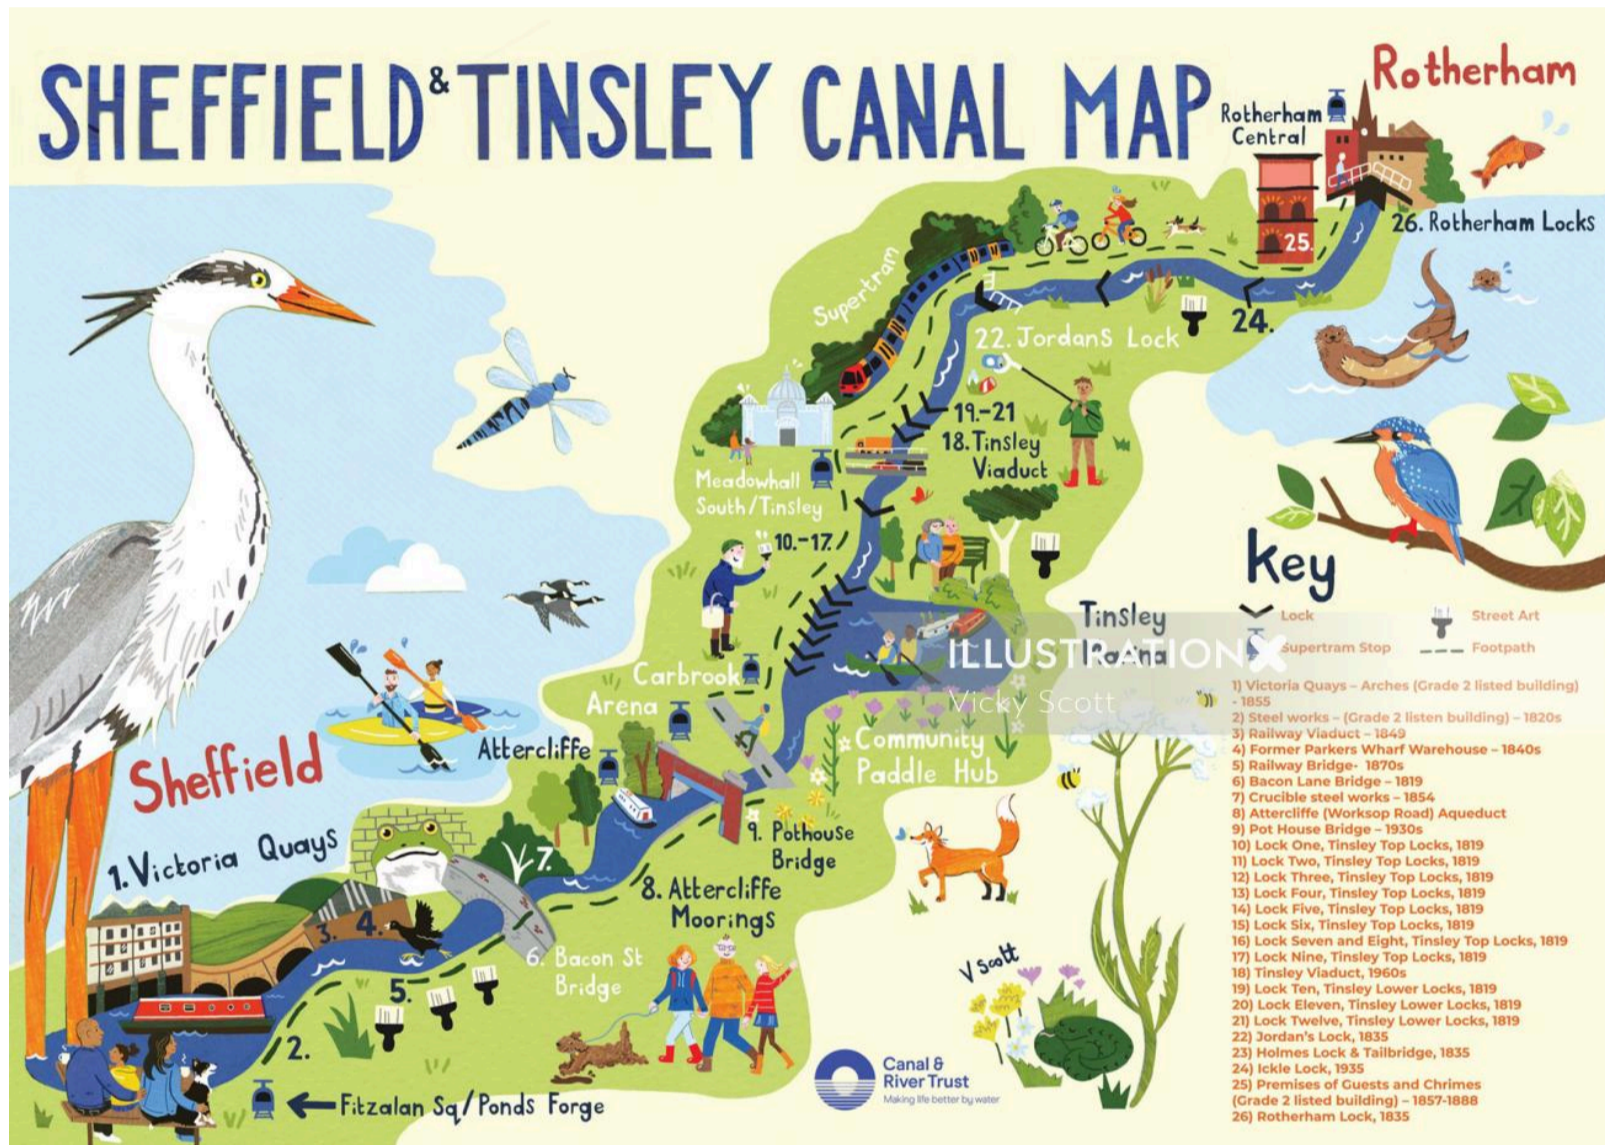 SHEFFIELD & TINSLEY CANAL MAP
Rotherham
Rotherham
Central
25.
26. Rotherham Locks
24.
Supertram
22. Jordans Lock
19.-21
18. Tinsley
Viaduct
Meadowhall
South/Tinsley
10.-17.
key
Lock
Street Art
Supertram Stop
Footpath
Tinsley
ILLUSTRATIONX
Vicky Scott
Carbrook
Arena
Attercliffe
Community
Paddle Hub
Sheffield
9. Pothouse
Bridge
1. Victoria Quays
7.
8. Attercliffe
Moorings
3.
4.
6. Bacon St
Bridge
5.
2.
V Scott
Fitzalan Sq/Ponds Forge
Canal &
River Trust
Making life better by water
1) Victoria Quays – Arches (Grade 2 listed building)
- 1855
2) Steel works – (Grade 2 listen building) – 1820s
3) Railway Viaduct – 1849
4) Former Parkers Wharf Warehouse – 1840s
5) Railway Bridge- 1870s
6) Bacon Lane Bridge – 1819
7) Crucible steel works – 1854
8) Attercliffe (Worksop Road) Aqueduct
9) Pot House Bridge – 1930s
10) Lock One, Tinsley Top Locks, 1819
11) Lock Two, Tinsley Top Locks, 1819
12) Lock Three, Tinsley Top Locks, 1819
13) Lock Four, Tinsley Top Locks, 1819
14) Lock Five, Tinsley Top Locks, 1819
15) Lock Six, Tinsley Top Locks, 1819
16) Lock Seven and Eight, Tinsley Top Locks, 1819
17) Lock Nine, Tinsley Top Locks, 1819
18) Tinsley Viaduct, 1960s
19) Lock Ten, Tinsley Lower Locks, 1819
20) Lock Eleven, Tinsley Lower Locks, 1819
21) Lock Twelve, Tinsley Lower Locks, 1819
22) Jordan's Lock, 1835
23) Holmes Lock & Tailbridge, 1835
24) Ickle Lock, 1935
25) Premises of Guests and Chrimes
(Grade 2 listed building) – 1857-1888
26) Rotherham Lock, 1835